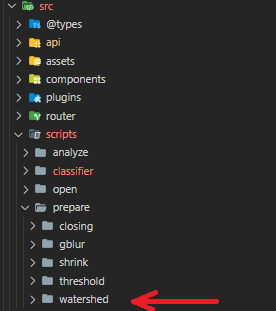 src
@types
api
assets
components
plugins
router
scripts
analyze
classifier
open
prepare
closing
gblur
shrink
threshold
watershed